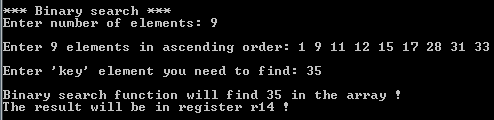 *** Binary search ***
Enter number of elements: 9
Enter 9 elements in ascending order: 1 9 11 12 15 17 28 31 33
Enter 'key' element you need to find: 35
Binary search function will find 35 in the array !
The result will be in register r14 !